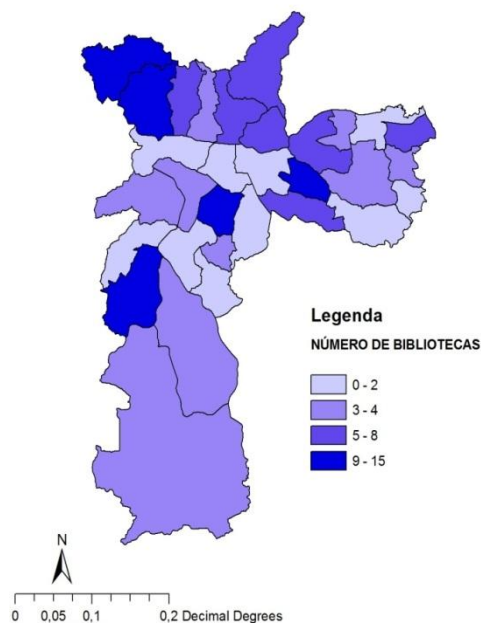 Legenda
NÚMERO DE BIBLIOTECAS
0 - 2
3 - 4
5 - 8
9 - 15
N
0 0,05 0,1 0,2 Decimal Degrees